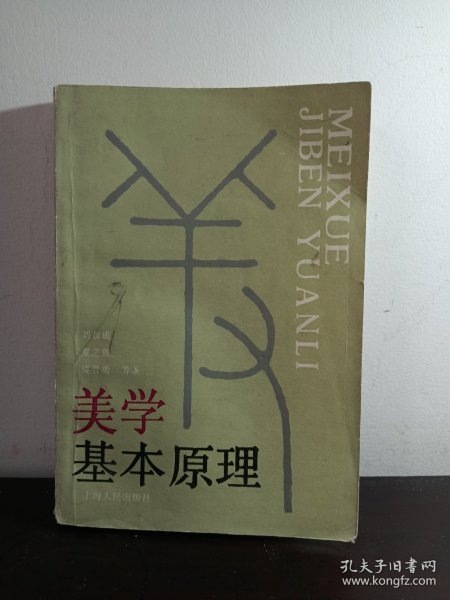 MEIXUE
JIBEN YUANLI
刘叔成
夏之放
楼昔勇 等著
美学
基本原理
上海人民出版社
孔夫子旧书网
www.kongfz.com